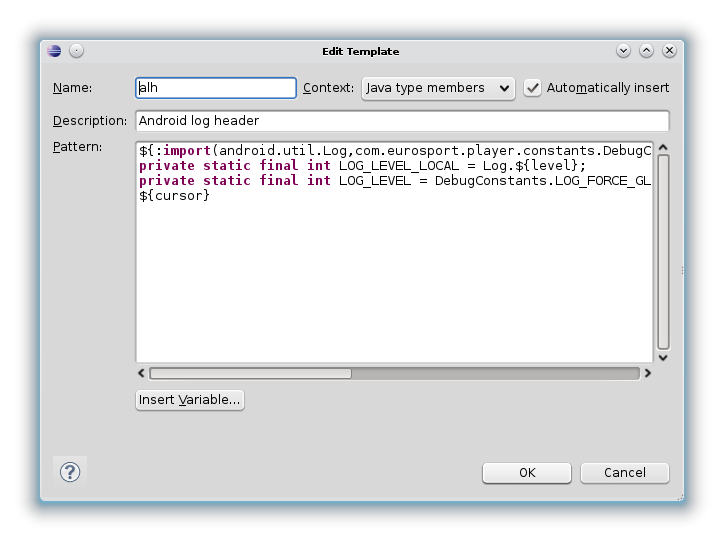 Edit Template
Name: alh Context: Java type members Automatically insert
Description: Android log header
Pattern:
${:import(android.util.Log,com.eurosport.player.constants.DebugC
private static final int LOG_LEVEL_LOCAL = Log.${level};
private static final int LOG_LEVEL = DebugConstants.LOG_FORCE_GL
${cursor}
Insert Variable...
? OK Cancel